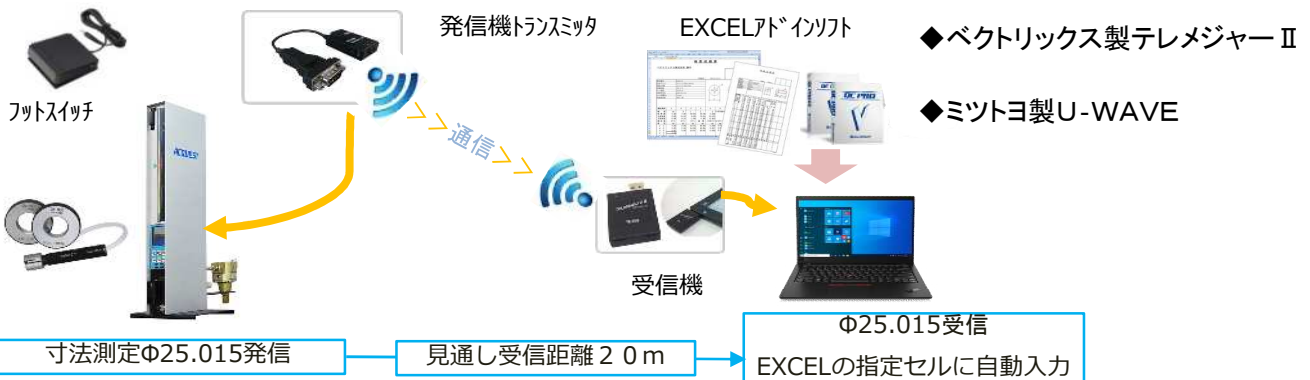 発信機トランスミッタ
EXCELアドインソフト
◆ベクトリックス製テレメジャーⅡ
フットスイッチ
◆ミツトヨ製U-WAVE
>>通信>>
QC PRO
QC PRO
受信機
寸法測定Φ25.015発信
見通し受信距離20m
Φ25.015受信
EXCELの指定セルに自動入力